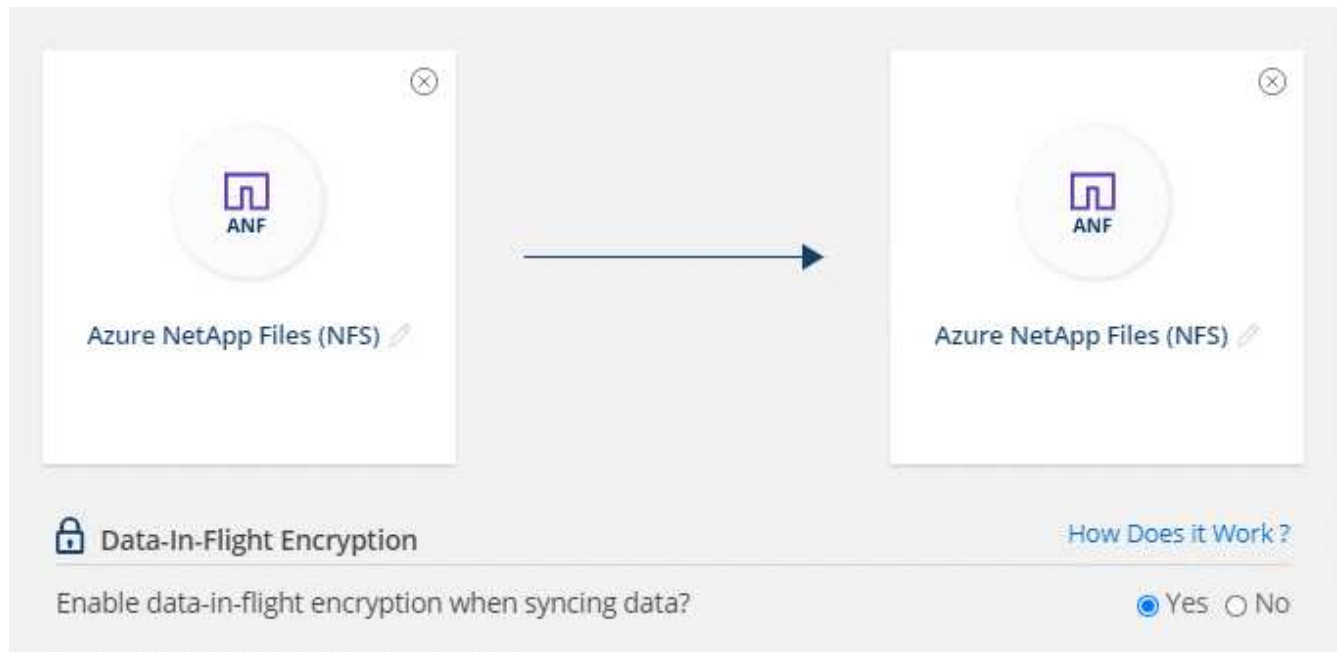 ANF
ANF
Azure NetApp Files (NFS)
Azure NetApp Files (NFS)
Data-In-Flight Encryption
How Does it Work ?
Enable data-in-flight encryption when syncing data?
Yes
No